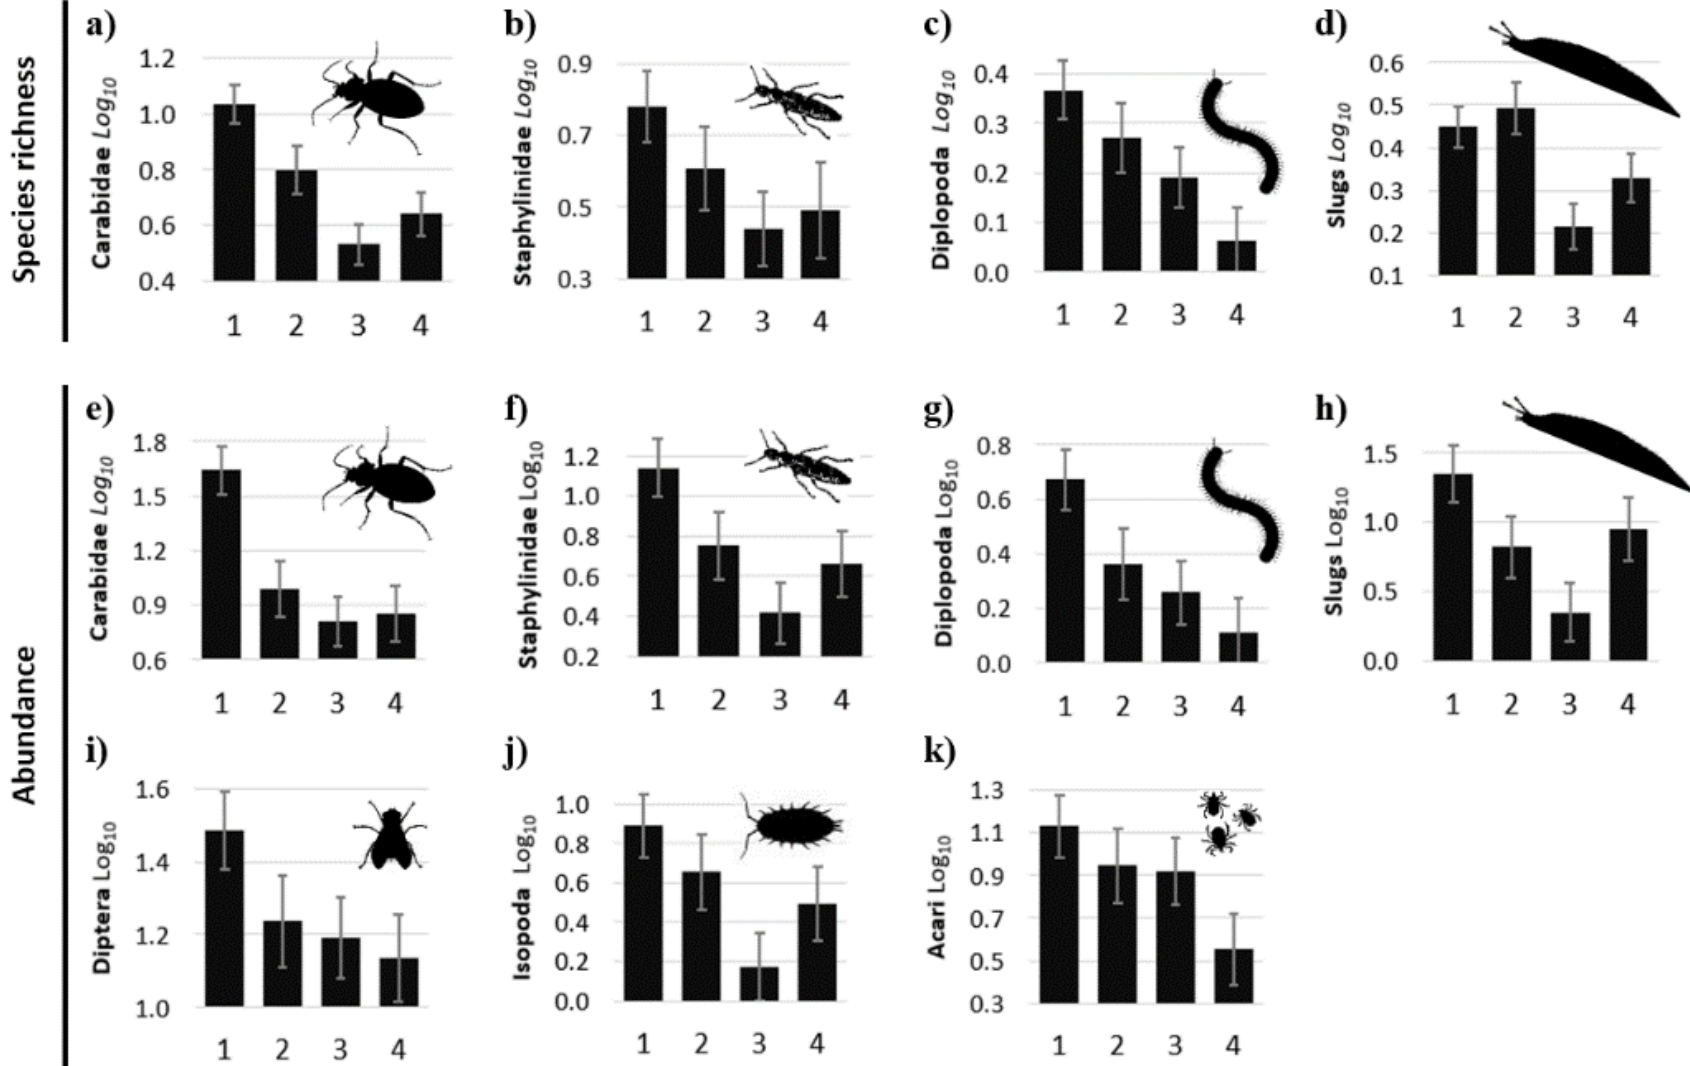 Species richness
a)
Carabidae Log10
1.2
1.0
0.8
0.6
0.4
1 2 3 4
b)
Staphylinidae Log10
0.9
0.7
0.5
0.3
1 2 3 4
c)
Diplopoda Log10
0.4
0.3
0.2
0.1
0.0
1 2 3 4
d)
Slugs Log10
0.6
0.5
0.4
0.3
0.2
0.1
1 2 3 4
Abundance
e)
Carabidae Log10
1.8
1.5
1.2
0.9
0.6
1 2 3 4
f)
Staphylinidae Log10
1.2
1.0
0.8
0.6
0.4
0.2
1 2 3 4
g)
Diplopoda Log10
0.8
0.6
0.4
0.2
0.0
1 2 3 4
h)
Slugs Log10
1.5
1.0
0.5
0.0
1 2 3 4
i)
Diptera Log10
1.6
1.4
1.2
1.0
1 2 3 4
j)
Isopoda Log10
1.0
0.8
0.6
0.4
0.2
0.0
1 2 3 4
k)
Acari Log10
1.3
1.1
0.9
0.7
0.5
0.3
1 2 3 4